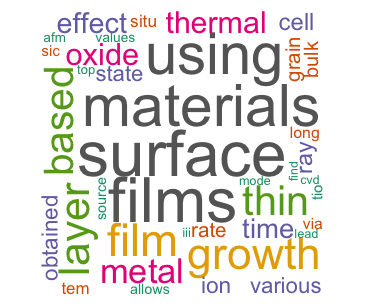 effect situ thermal cell
afm values
sic oxide using grain bulk
top state
based materials
long
surface ray
find
layer source films mode cvd tio
obtained thin
film iii rate time via
lead
metal growth
tem allows ion various